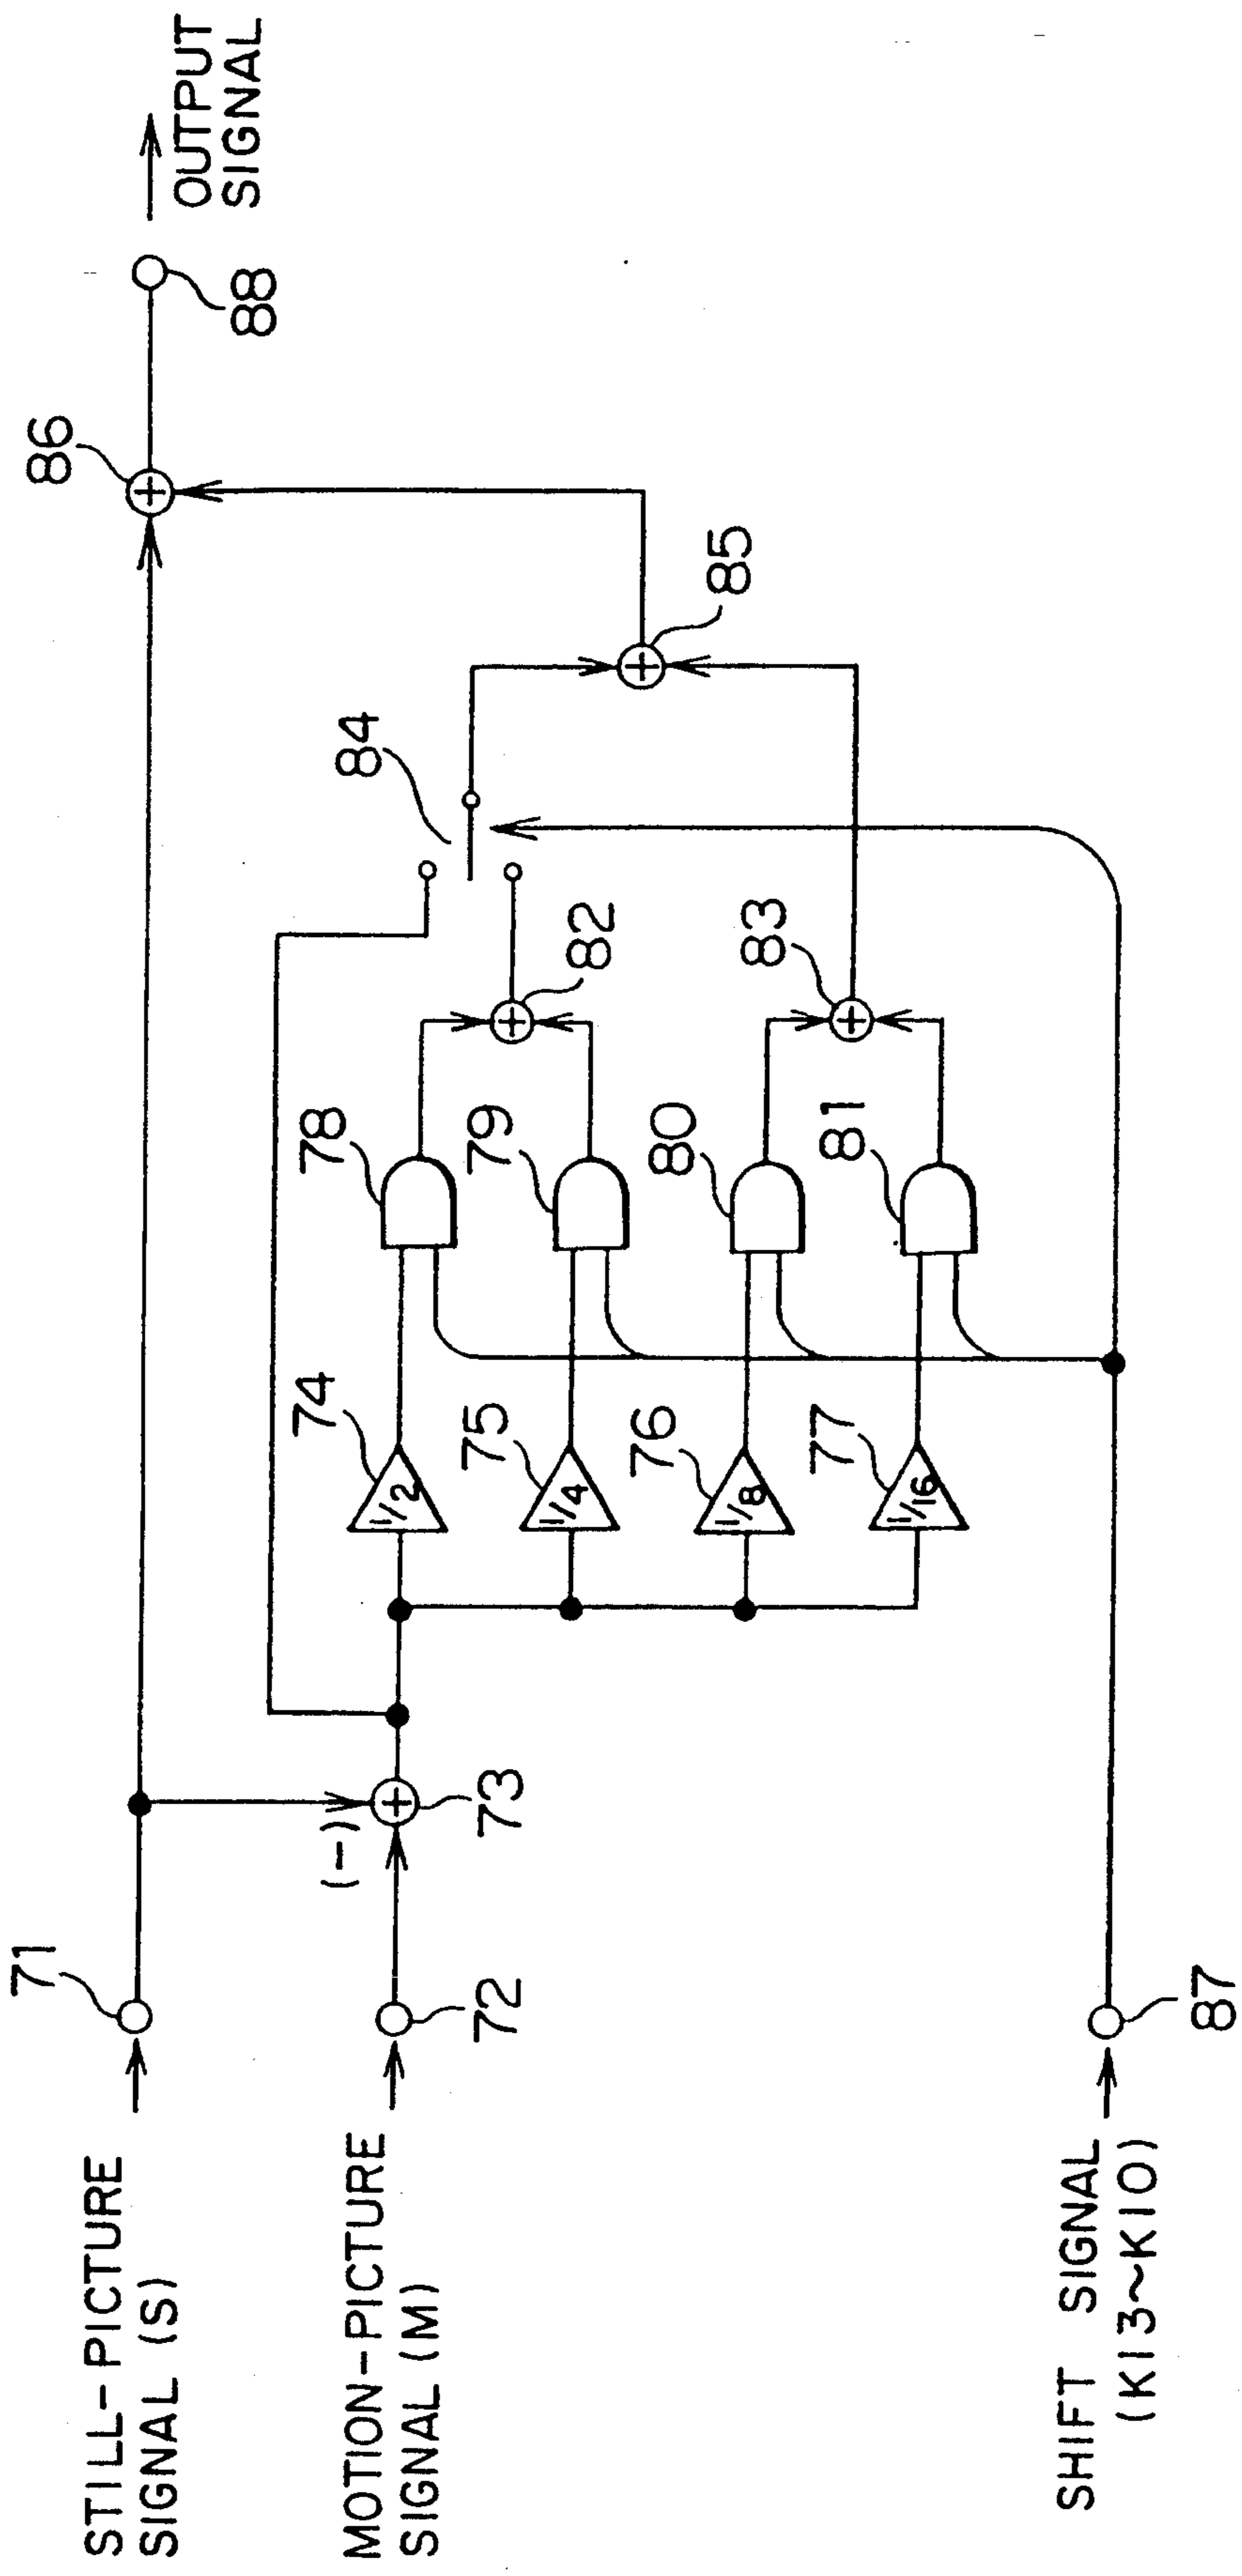 STILL-PICTURE
SIGNAL (S)
71
MOTION-PICTURE
SIGNAL (M)
72
(-)
73
74
1/2
75
1/4
76
1/8
77
1/16
78
79
80
81
82
83
84
85
86
88
OUTPUT
SIGNAL
SHIFT SIGNAL
(K13~K10)
87